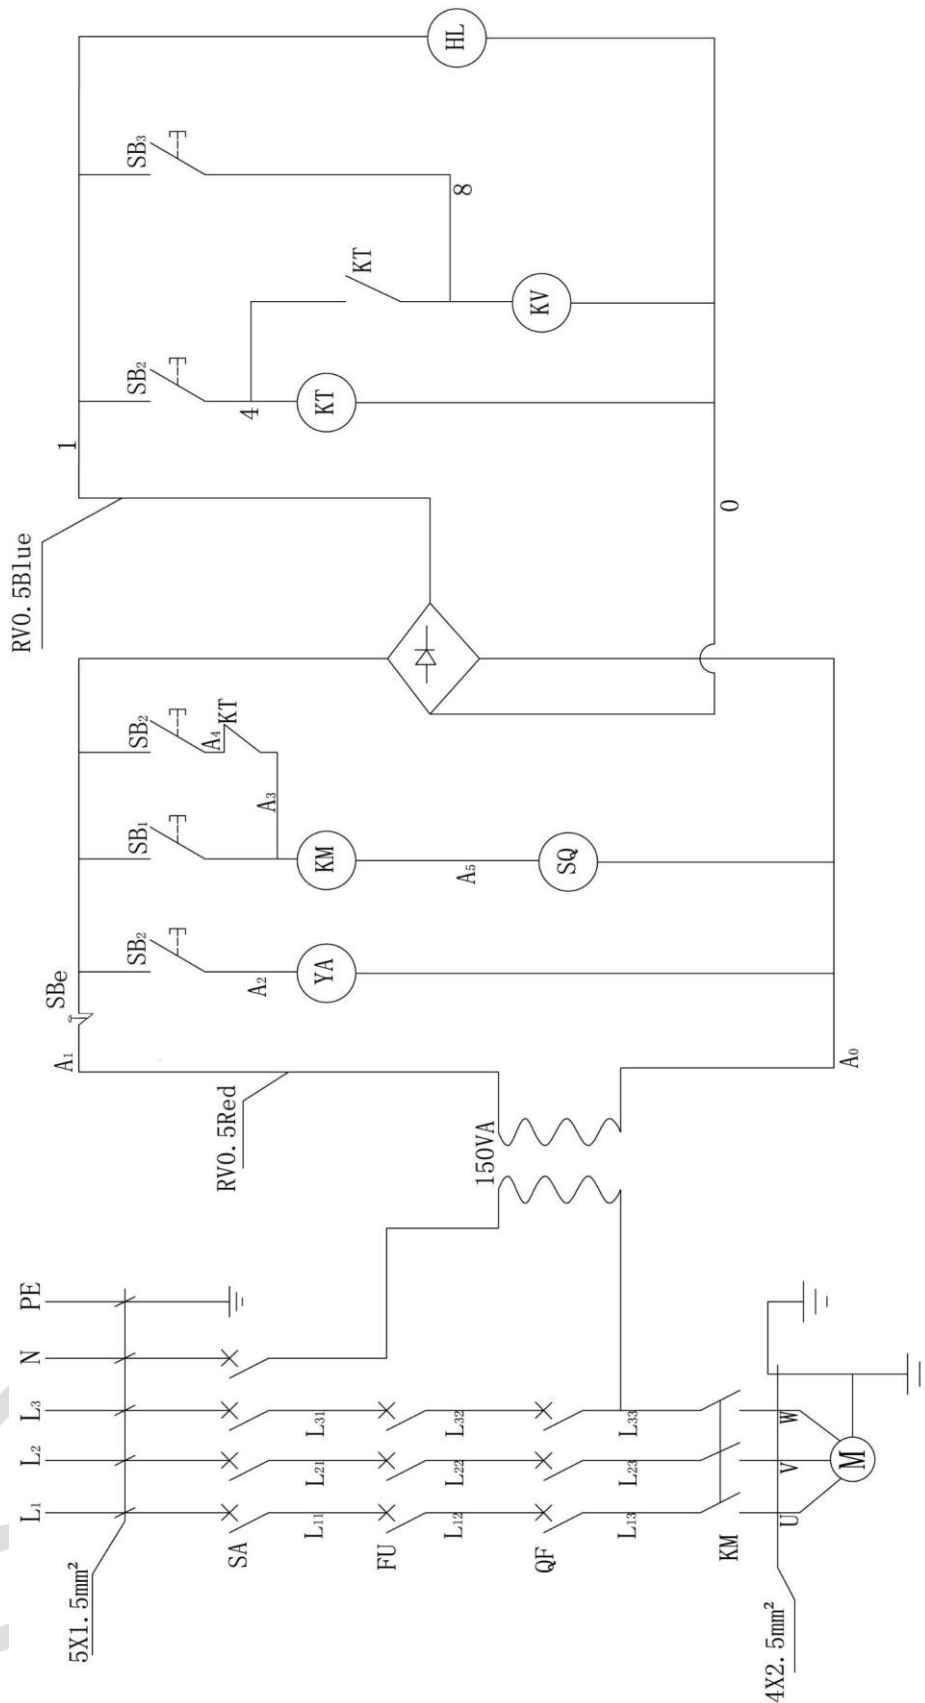 L1
L2
L3
N
PE
5X1.5mm²
SA
L11
L21
L31
FU
L12
L22
L32
QF
L13
L23
L33
KM
U
V
W
M
4X2.5mm²
150VA
RV0.5Red
A1
SBe
SB2
A2
YA
SB1
KM
A5
SQ
SB2
A4
KT
A3
A0
RV0.5Blue
1
0
SB2
4
KT
KT
KV
SB3
8
HL